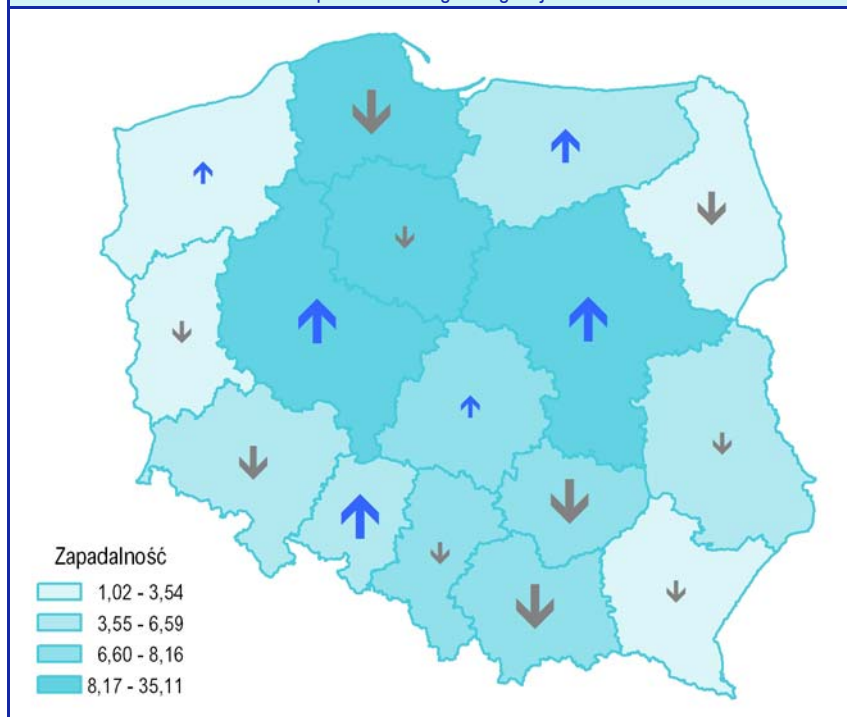 Zapadalność
1,02 - 3,54
3,55 - 6,59
6,60 - 8,16
8,17 - 35,11